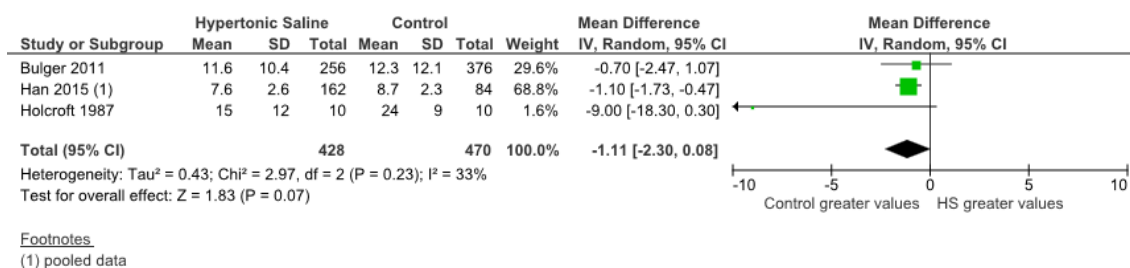 Hypertonic Saline Control Mean Difference Mean Difference
Study or Subgroup Mean SD Total Mean SD Total Weight IV, Random, 95% CI IV, Random, 95% CI
Bulger 2011 11.6 10.4 256 12.3 12.1 376 29.6% -0.70 [-2.47, 1.07]
Han 2015 (1) 7.6 2.6 162 8.7 2.3 84 68.8% -1.10 [-1.73, -0.47]
Holcroft 1987 15 12 10 24 9 10 1.6% -9.00 [-18.30, 0.30]
Total (95% CI) 428 470 100.0% -1.11 [-2.30, 0.08]
Heterogeneity: Tau² = 0.43; Chi² = 2.97, df = 2 (P = 0.23); I² = 33%
Test for overall effect: Z = 1.83 (P = 0.07)
-10 -5 0 5 10
Control greater values HS greater values
Footnotes
(1) pooled data